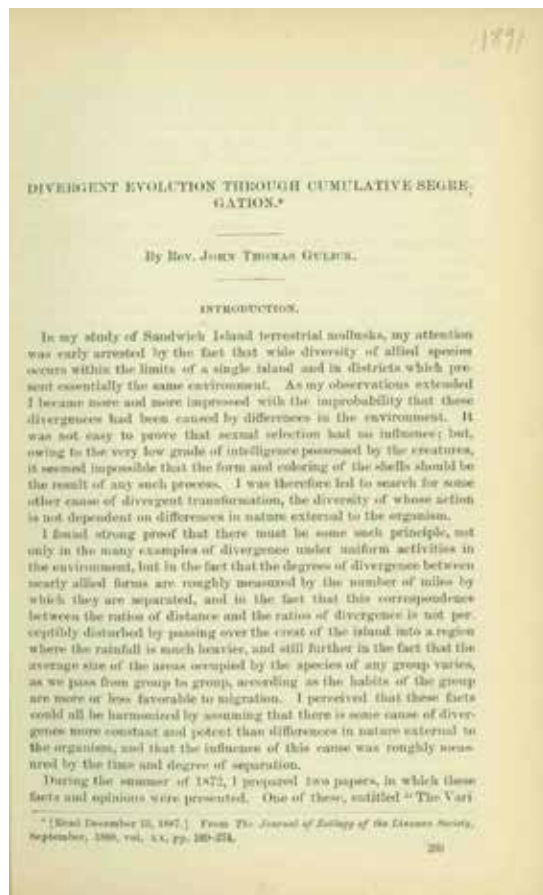 1891
DIVERGENT EVOLUTION THROUGH CUMULATIVE SEGRE-
GATION.*
By Rev. John Thomas Gulick.
INTRODUCTION.
In my study of Sandwich Island terrestrial mollusks, my attention
was early arrested by the fact that wide diversity of allied species
occurs within the limits of a single island and in districts which pre-
sent essentially the same environment. As my observations extended
I became more and more impressed with the improbability that these
divergences had been caused by differences in the environment. It
was not easy to prove that sexual selection had no influence; but,
owing to the very low grade of intelligence possessed by the creatures,
it seemed impossible that the form and coloring of the shells should be
the result of any such process. I was therefore led to search for some
other cause of divergent transformation, the diversity of whose action
is not dependent on differences in nature external to the organism.
I found strong proof that there must be some such principle, not
only in the many examples of divergence under uniform activities in
the environment, but in the fact that the degrees of divergence between
nearly allied forms are roughly measured by the number of miles by
which they are separated, and in the fact that this correspondence
between the ratios of distance and the ratios of divergence is not per
ceptibly disturbed by passing over the crest of the island into a region
where the rainfall is much heavier, and still further in the fact that the
average size of the areas occupied by the species of any group varies,
as we pass from group to group, according as the habits of the group
are more or less favorable to migration. I perceived that these facts
could all be harmonized by assuming that there is some cause of diver-
gence more constant and potent than differences in nature external to
the organism, and that the influence of this cause was roughly meas-
ured by the time and degree of separation.
During the summer of 1872, I prepared two papers, in which these
facts and opinions were presented. One of these, entitled "The Vari
* [Read December 15, 1887.] From The Journal of Zoölogy of the Linnean Society,
September, 1888, vol. XX, pp. 189-274.